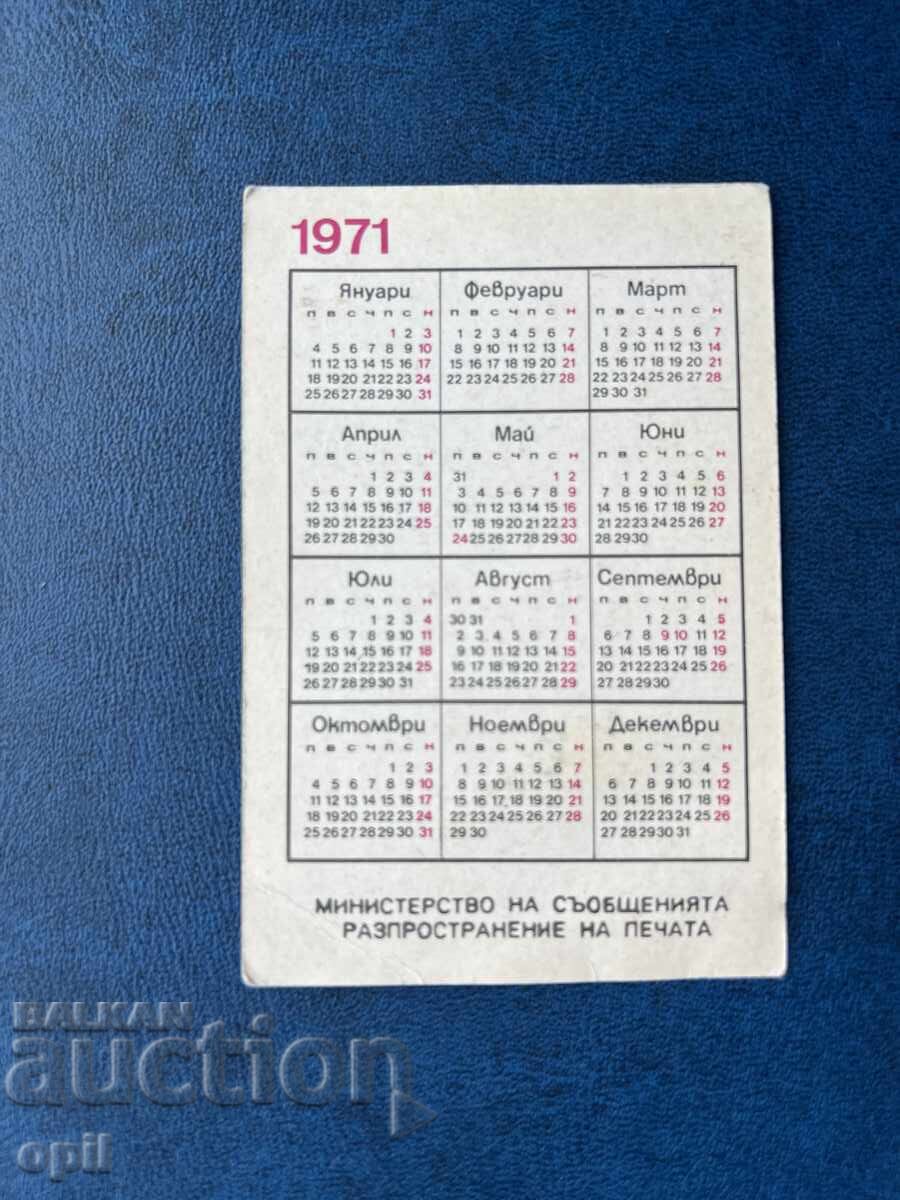 1971
Януари
П В С Ч П С Н
1 2 3
4 5 6 7 8 9 10
11 12 13 14 15 16 17
18 19 20 21 22 23 24
25 26 27 28 29 30 31
Февруари
П В С Ч П С Н
1 2 3 4 5 6 7
8 9 10 11 12 13 14
15 16 17 18 19 20 21
22 23 24 25 26 27 28
Март
П В С Ч П С Н
1 2 3 4 5 6 7
8 9 10 11 12 13 14
15 16 17 18 19 20 21
22 23 24 25 26 27 28
29 30 31
Април
П В С Ч П С Н
1 2 3 4
5 6 7 8 9 10 11
12 13 14 15 16 17 18
19 20 21 22 23 24 25
26 27 28 29 30
Май
П В С Ч П С Н
31 1 2
3 4 5 6 7 8 9
10 11 12 13 14 15 16
17 18 19 20 21 22 23
24 25 26 27 28 29 30
Юни
П В С Ч П С Н
1 2 3 4 5 6
7 8 9 10 11 12 13
14 15 16 17 18 19 20
21 22 23 24 25 26 27
28 29 30
Юли
П В С Ч П С Н
1 2 3 4
5 6 7 8 9 10 11
12 13 14 15 16 17 18
19 20 21 22 23 24 25
26 27 28 29 30 31
Август
П В С Ч П С Н
30 31 1
2 3 4 5 6 7 8
9 10 11 12 13 14 15
16 17 18 19 20 21 22
23 24 25 26 27 28 29
Септември
П В С Ч П С Н
1 2 3 4 5
6 7 8 9 10 11 12
13 14 15 16 17 18 19
20 21 22 23 24 25 26
27 28 29 30
Октомври
П В С Ч П С Н
1 2 3
4 5 6 7 8 9 10
11 12 13 14 15 16 17
18 19 20 21 22 23 24
25 26 27 28 29 30 31
Ноември
П В С Ч П С Н
1 2 3 4 5 6 7
8 9 10 11 12 13 14
15 16 17 18 19 20 21
22 23 24 25 26 27 28
29 30
Декември
П В С Ч П С Н
1 2 3 4 5
6 7 8 9 10 11 12
13 14 15 16 17 18 19
20 21 22 23 24 25 26
27 28 29 30 31
МИНИСТЕРСТВО НА СЪОБЩЕНИЯТА
РАЗПРОСТРАНЕНИЕ НА ПЕЧАТА
BALKAN
auction
opil